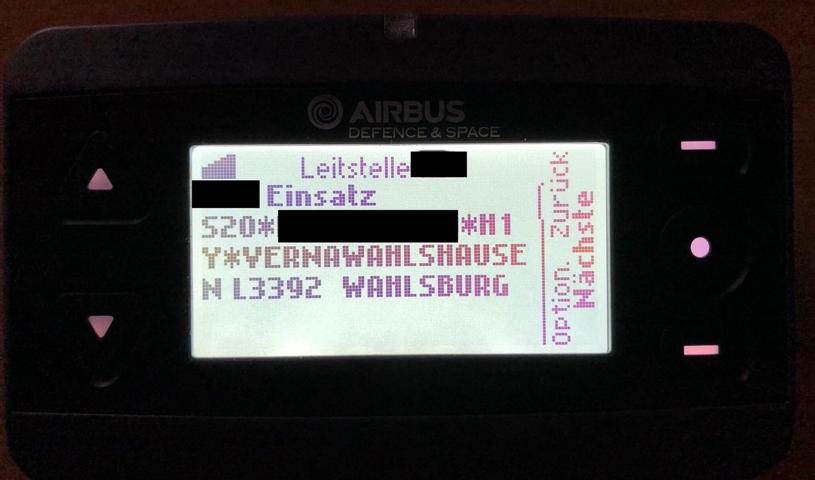 AIRBUS
DEFENCE & SPACE
Leitstelle
Einsatz
S20* *H1
Y*VERNAWAHLSHAUSE
N L3392 WAHLSBURG
Option. Zurück
Nächste